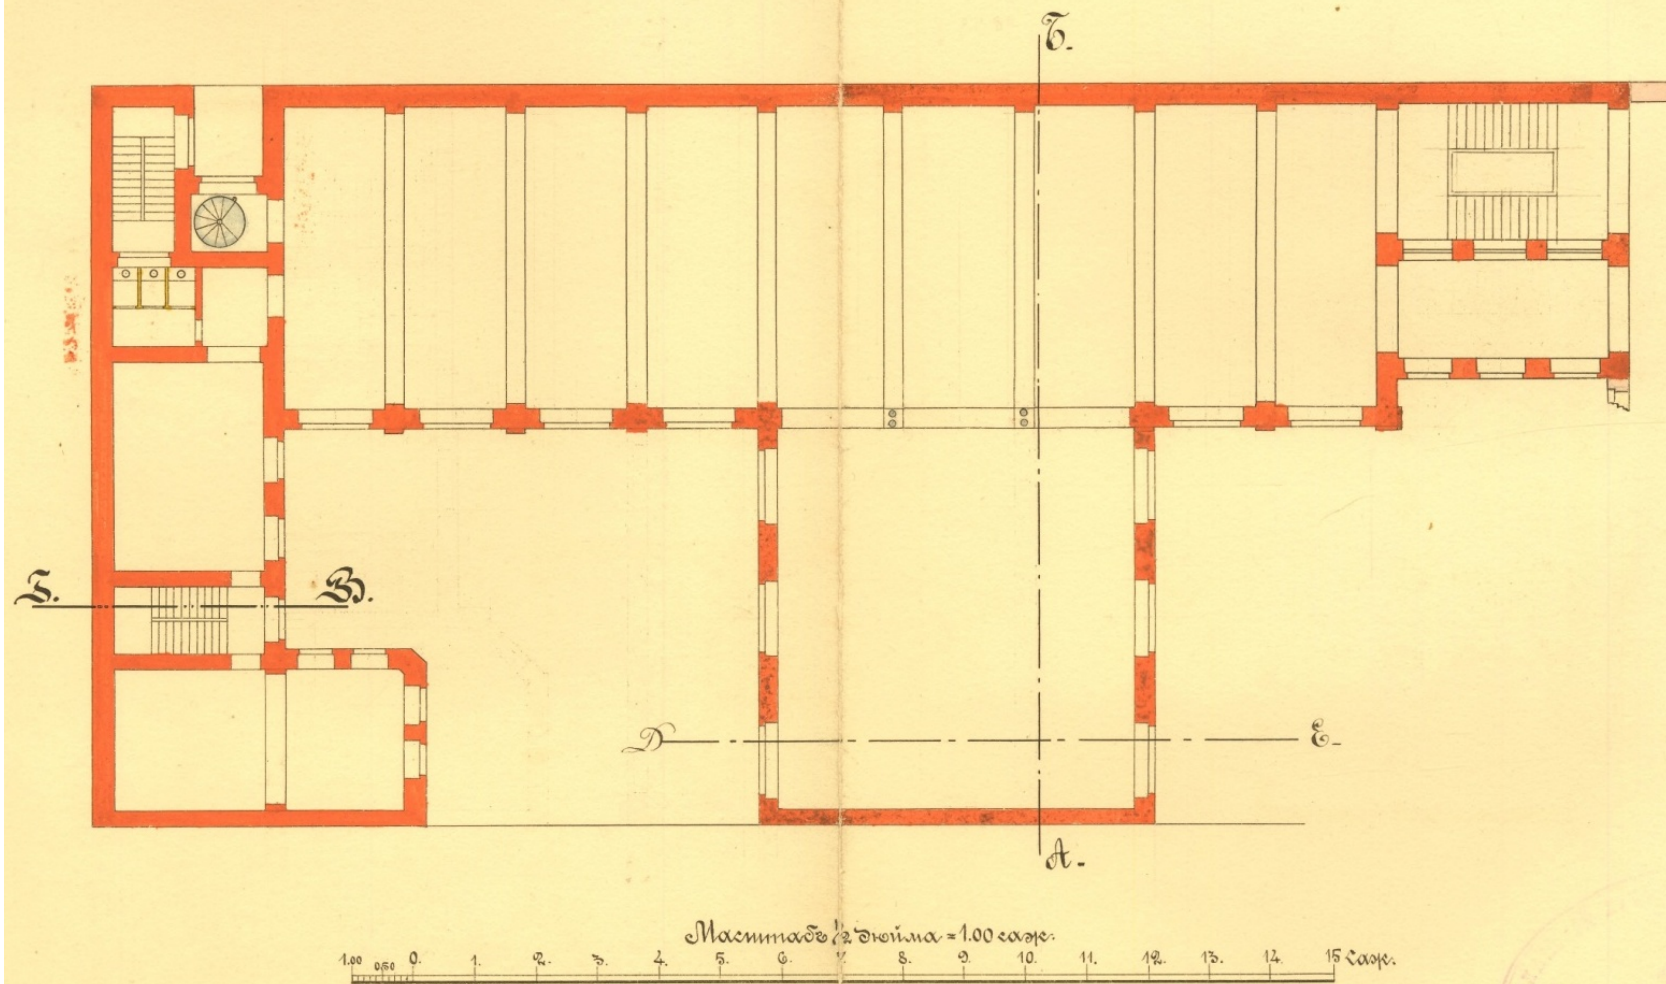 Б.
Г. В.
Д Е.
А.
Масштабъ 1/2 дюйма = 1.00 саж.
1.00 0,50 0. 1. 2. 3. 4. 5. 6. 7. 8. 9. 10. 11. 12. 13. 14. 15 Саж.